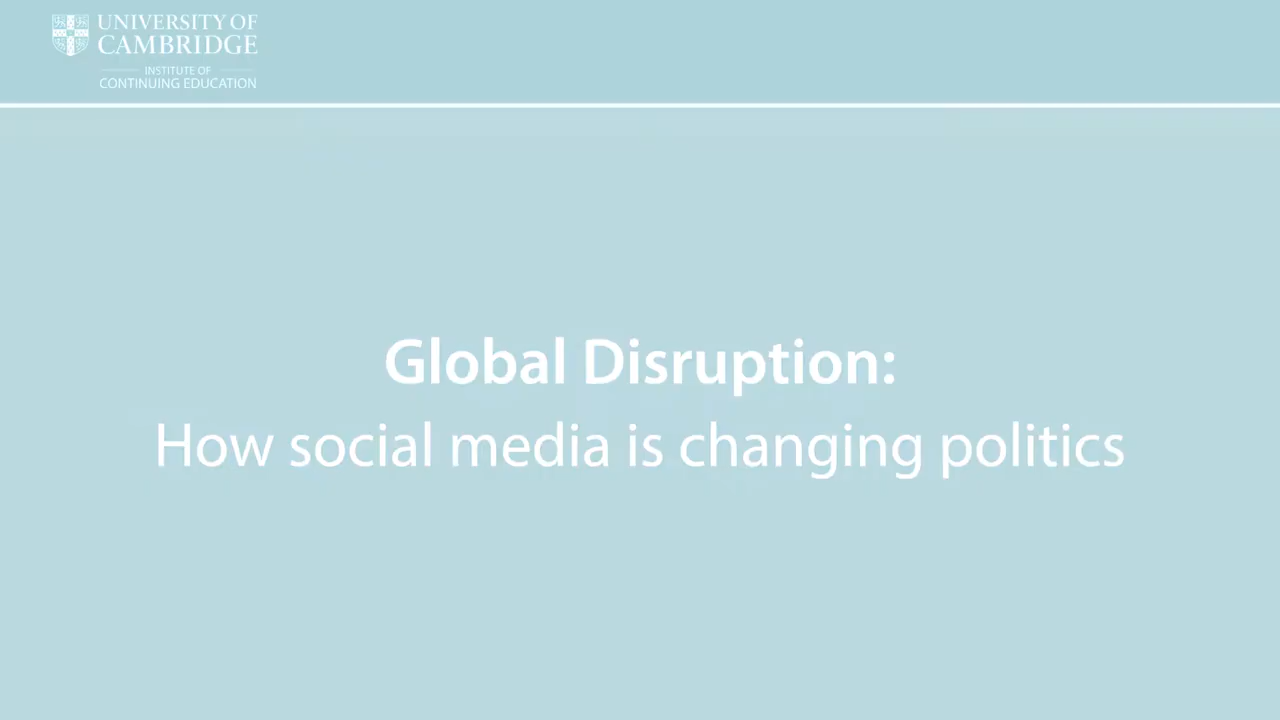 UNIVERSITY OF
CAMBRIDGE
INSTITUTE OF
CONTINUING EDUCATION
Global Disruption:
How social media is changing politics